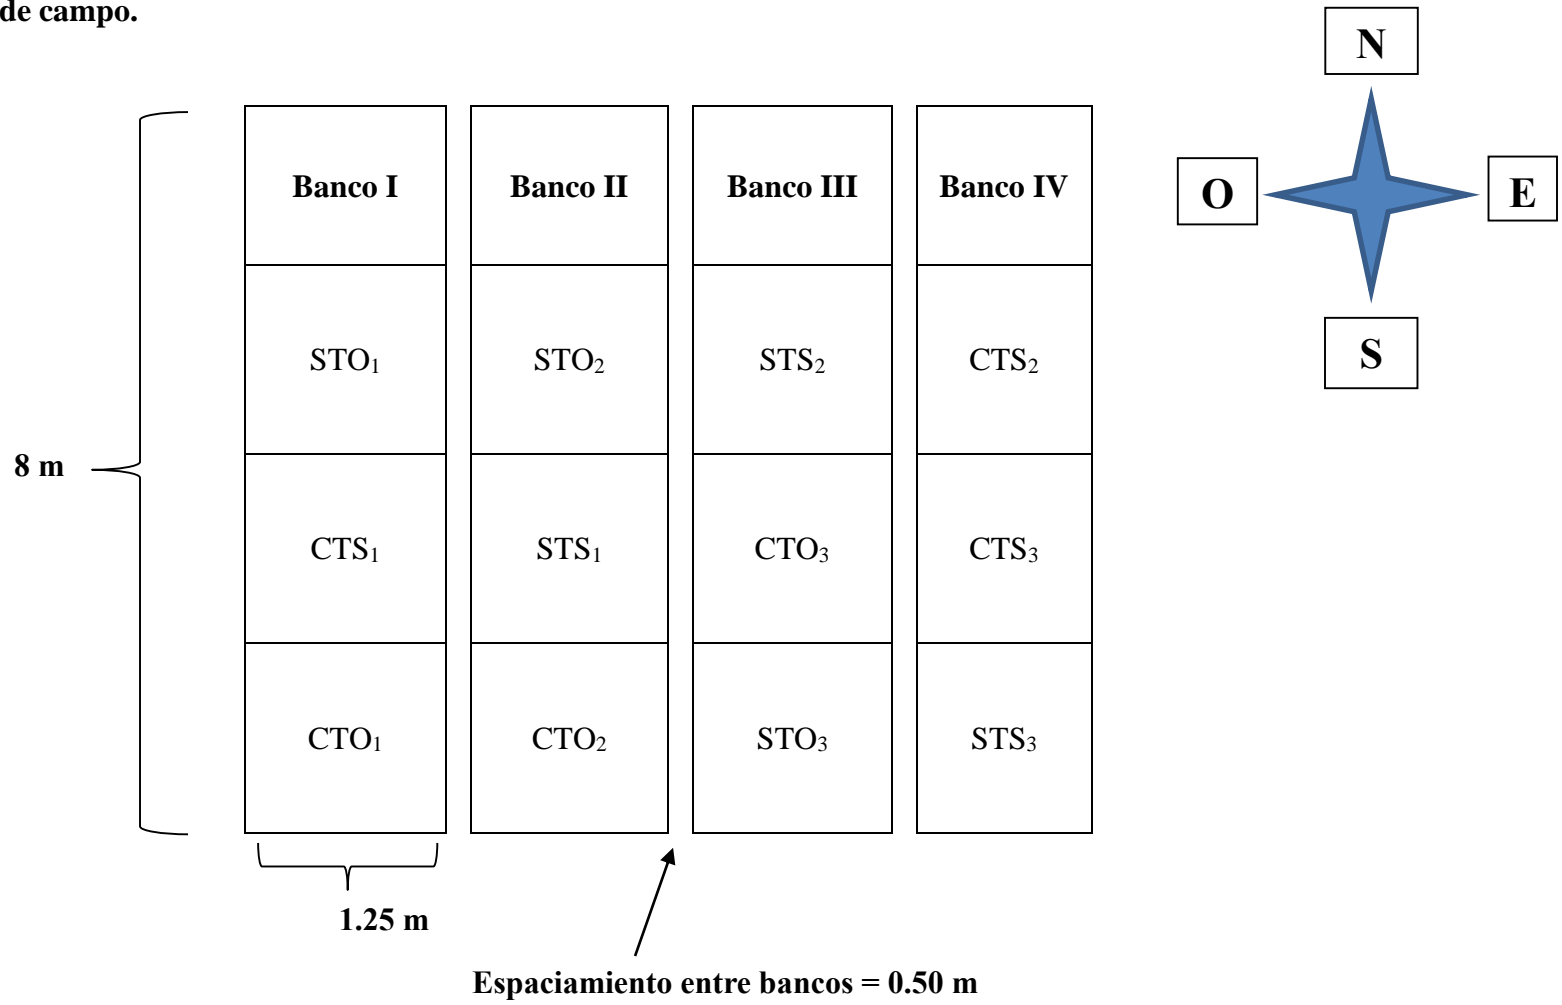 de campo.
N
O
E
S
Banco I Banco II Banco III Banco IV
STO₁ STO₂ STS₂ CTS₂
8 m
CTS₁ STS₁ CTO₃ CTS₃
CTO₁ CTO₂ STO₃ STS₃
1.25 m
Espaciamiento entre bancos = 0.50 m